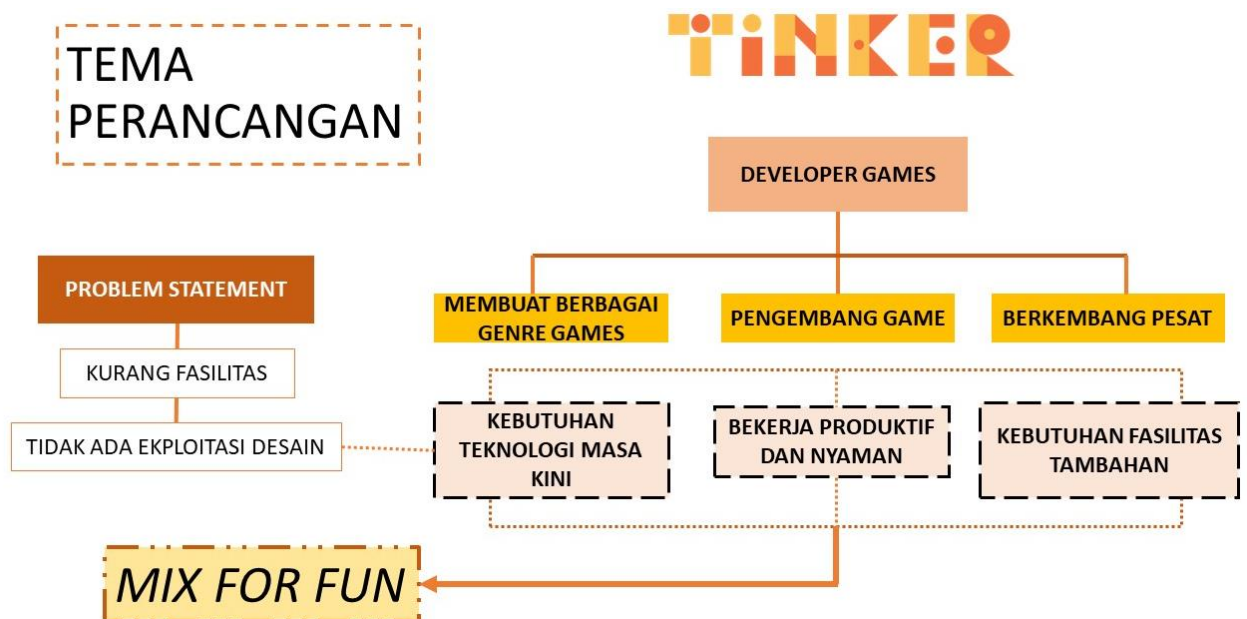 TEMA
PERANCANGAN
TiNKER
DEVELOPER GAMES
PROBLEM STATEMENT
MEMBUAT BERBAGAI
GENRE GAMES
PENGEMBANG GAME
BERKEMBANG PESAT
KURANG FASILITAS
TIDAK ADA EKPLOITASI DESAIN
KEBUTUHAN
TEKNOLOGI MASA
KINI
BEKERJA PRODUKTIF
DAN NYAMAN
KEBUTUHAN FASILITAS
TAMBAHAN
MIX FOR FUN